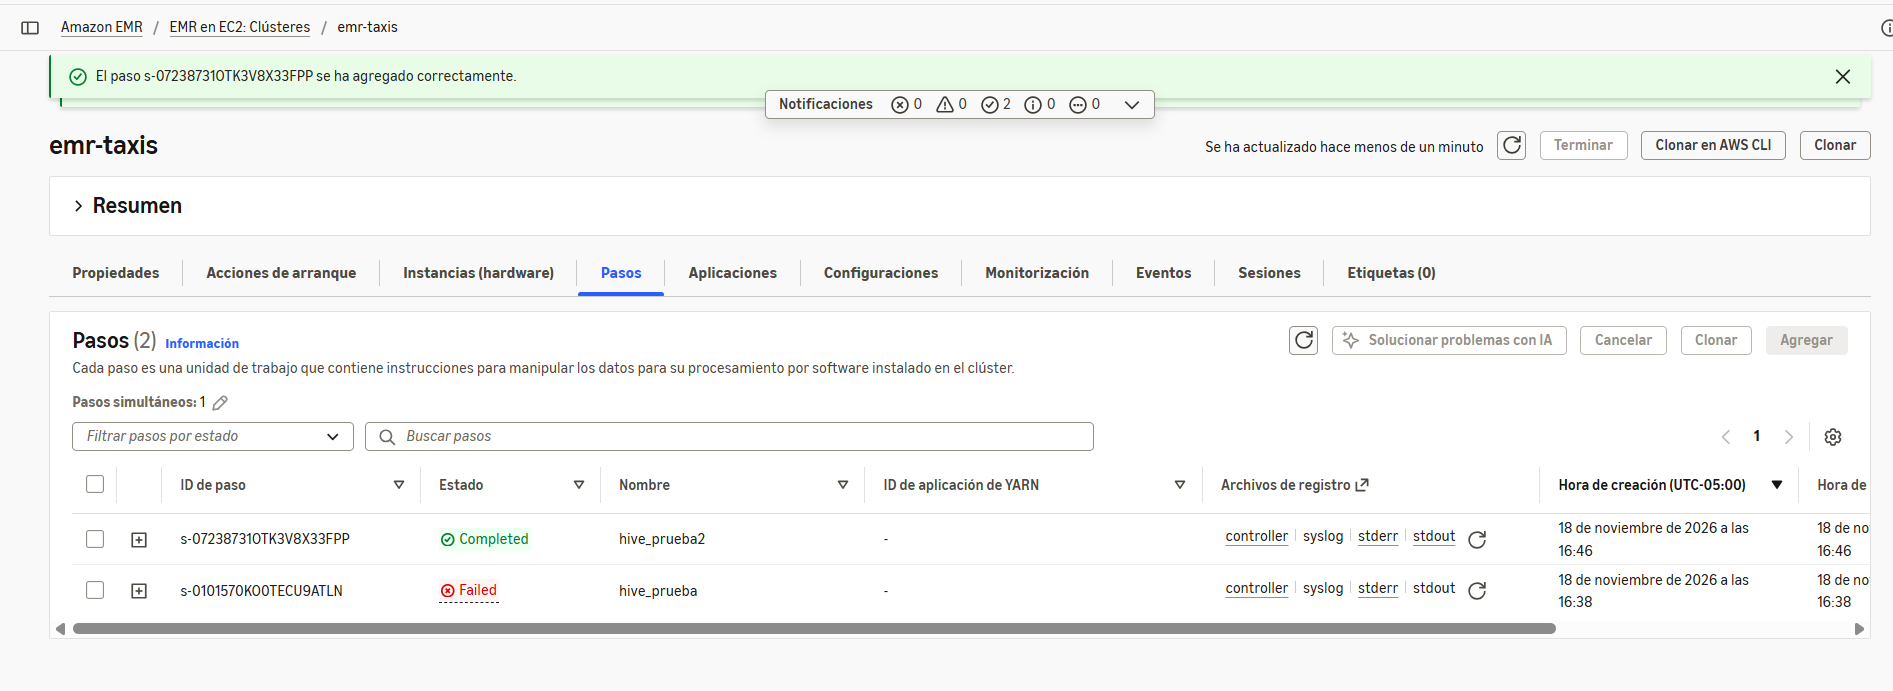 Amazon EMR / EMR en EC2: Clústeres / emr-taxis
El paso s-07238731OTK3V8X33FPP se ha agregado correctamente.
Notificaciones 0 0 2 0 0
emr-taxis
Se ha actualizado hace menos de un minuto
Terminar
Clonar en AWS CLI
Clonar
Resumen
Propiedades
Acciones de arranque
Instancias (hardware)
Pasos
Aplicaciones
Configuraciones
Monitorización
Eventos
Sesiones
Etiquetas (0)
Pasos (2) Información
Solucionar problemas con IA
Cancelar
Clonar
Agregar
Cada paso es una unidad de trabajo que contiene instrucciones para manipular los datos para su procesamiento por software instalado en el clúster.
Pasos simultáneos: 1
Filtrar pasos por estado
Buscar pasos
1
ID de paso
Estado
Nombre
ID de aplicación de YARN
Archivos de registro
Hora de creación (UTC-05:00)
Hora de
s-07238731OTK3V8X33FPP
Completed
hive_prueba2
-
controller | syslog | stderr | stdout
18 de noviembre de 2026 a las
16:46
18 de no
16:46
s-0101570KO0TECU9ATLN
Failed
hive_prueba
-
controller | syslog | stderr | stdout
18 de noviembre de 2026 a las
16:38
18 de no
16:38